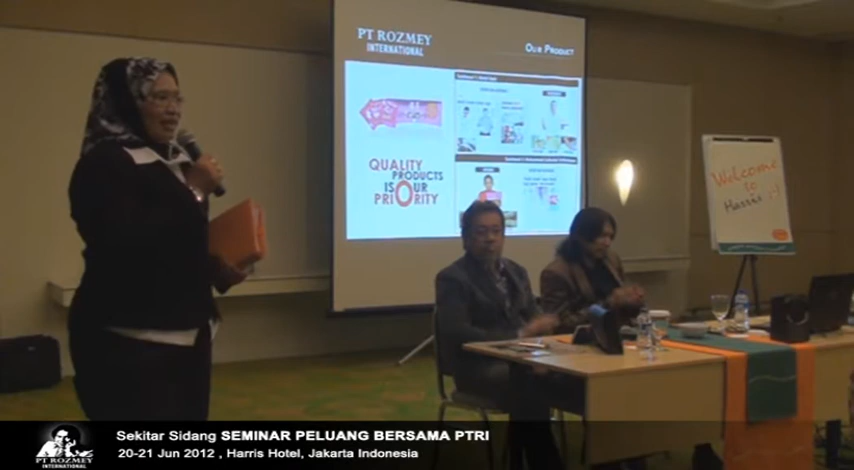 PT ROZMEY
INTERNATIONAL
OUR PRODUCT
QUALITY
PRODUCTS
IS OUR
PRIORITY
Welcome
to
Harris :-)
PT ROZMEY
INTERNATIONAL
Sekitar Sidang SEMINAR PELUANG BERSAMA PTRI
20-21 Jun 2012 , Harris Hotel, Jakarta Indonesia